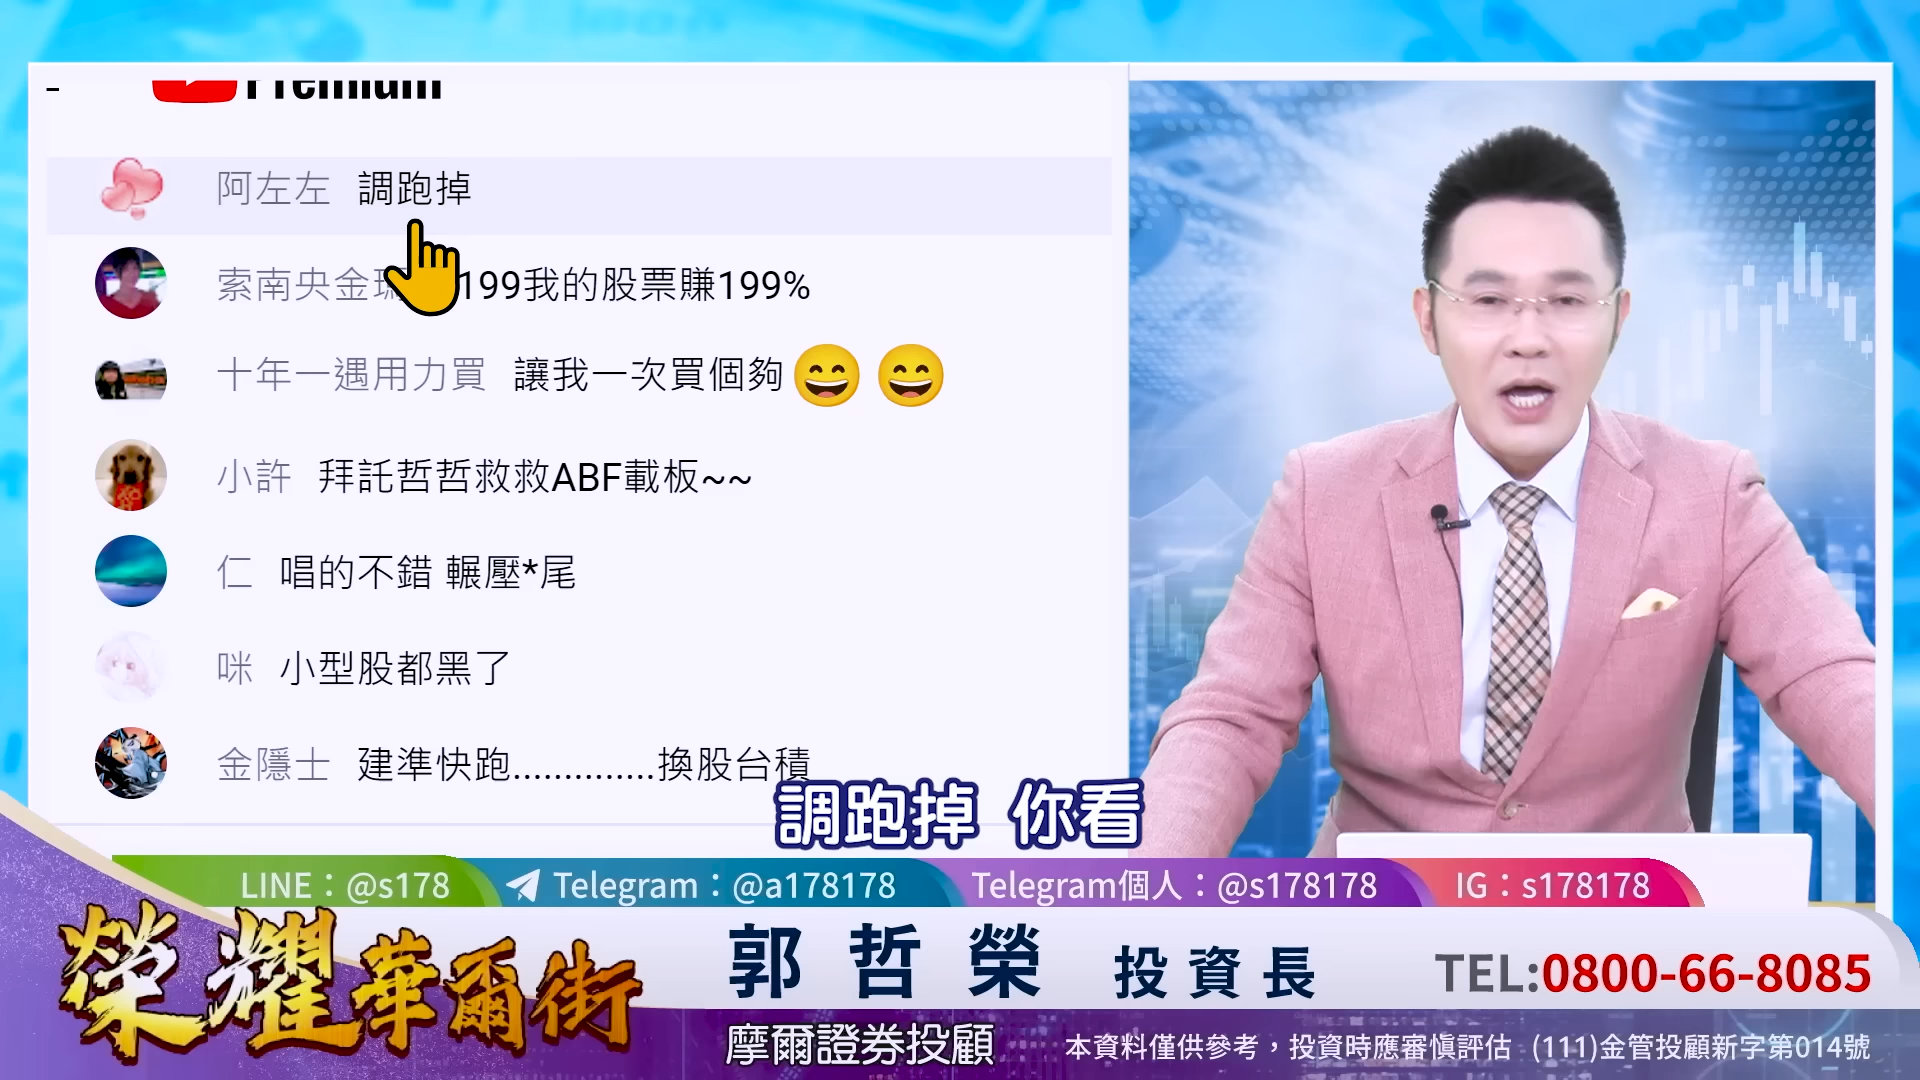 Premium
阿左左 調跑掉
索南央金 199我的股票賺199%
十年一遇用力買 讓我一次買個夠
小許 拜託哲哲救救ABF載板~~
仁 唱的不錯 輾壓*尾
咪 小型股都黑了
金隱士 建準快跑..............換股台積
調跑掉 你看
LINE：@s178 Telegram：@a178178 Telegram個人：@s178178 IG：s178178
榮耀華爾街
郭哲榮 投資長 TEL:0800-66-8085
摩爾證券投顧 本資料僅供參考，投資時應審慎評估 (111)金管投顧新字第014號